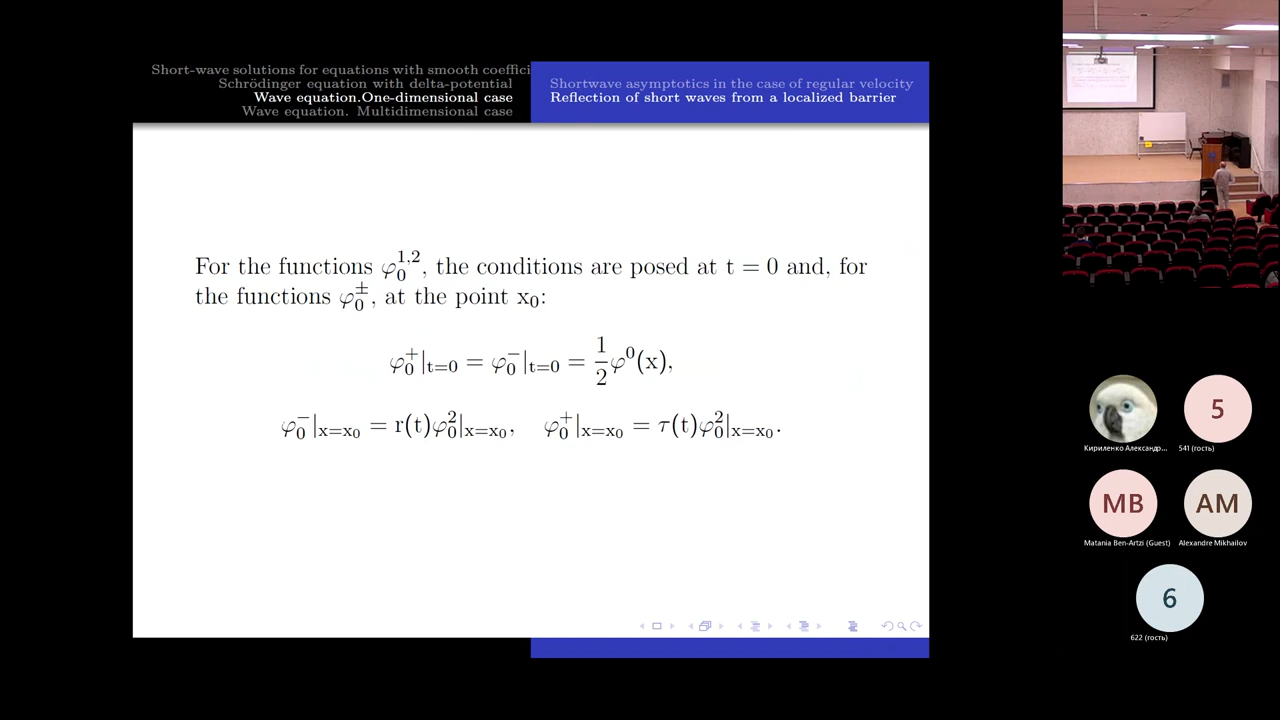 Short-wave solutions for equations with smooth coeffici
Schrödinger equation with delta-potential
Wave equation.One-dimensional case
Wave equation. Multidimensional case
Shortwave asymptotics in the case of regular velocity
Reflection of short waves from a localized barrier
For the functions φ₀^{1,2}, the conditions are posed at t = 0 and, for
the functions φ₀^±, at the point x₀:
φ₀⁺|_{t=0} = φ₀⁻|_{t=0} = 1/2 φ⁰(x),
φ₀⁻|_{x=x₀} = r(t)φ₀²|_{x=x₀}, φ₀⁺|_{x=x₀} = τ(t)φ₀²|_{x=x₀}.
5
Кириленко Александр...
541 (гость)
MB
AM
Matania Ben-Artzi (Guest)
Alexandre Mikhailov
6
622 (гость)